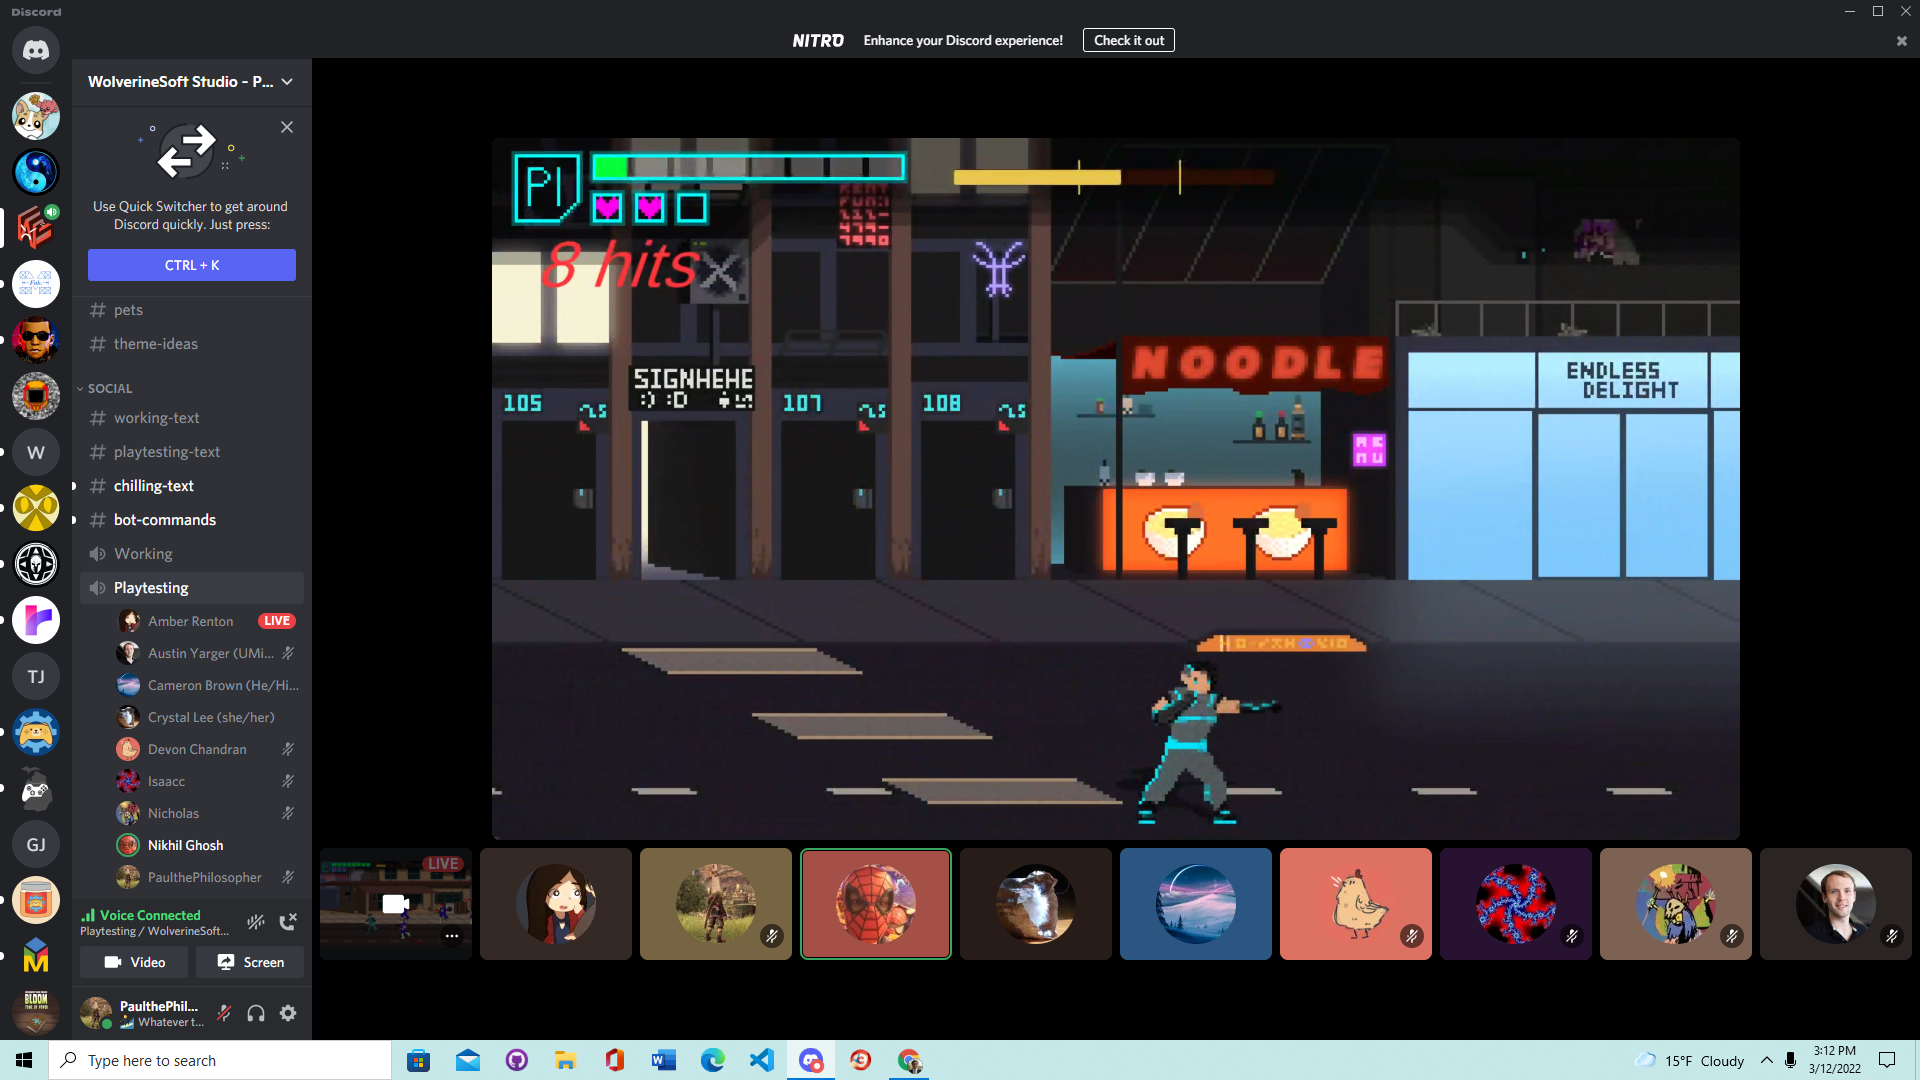 Discord
NITRO Enhance your Discord experience! Check it out
WolverineSoft Studio - P...
Use Quick Switcher to get around
Discord quickly. Just press:
CTRL + K
pets
theme-ideas
SOCIAL
working-text
playtesting-text
chilling-text
bot-commands
Working
Playtesting
Amber Renton LIVE
Austin Yarger (UMi...
Cameron Brown (He/Hi...
Crystal Lee (she/her)
Devon Chandran
Isaacc
Nicholas
Nikhil Ghosh
PaulthePhilosopher
Voice Connected
Playtesting / WolverineSoft...
Video Screen
PaulthePhil...
Whatever t...
W
TJ
GJ
BLOOM
P1
8 hits
SIGNHEHE
:) :D
105
107
108
NOODLE
ENDLESS
DELIGHT
LIVE
Type here to search
15°F Cloudy
3:12 PM
3/12/2022